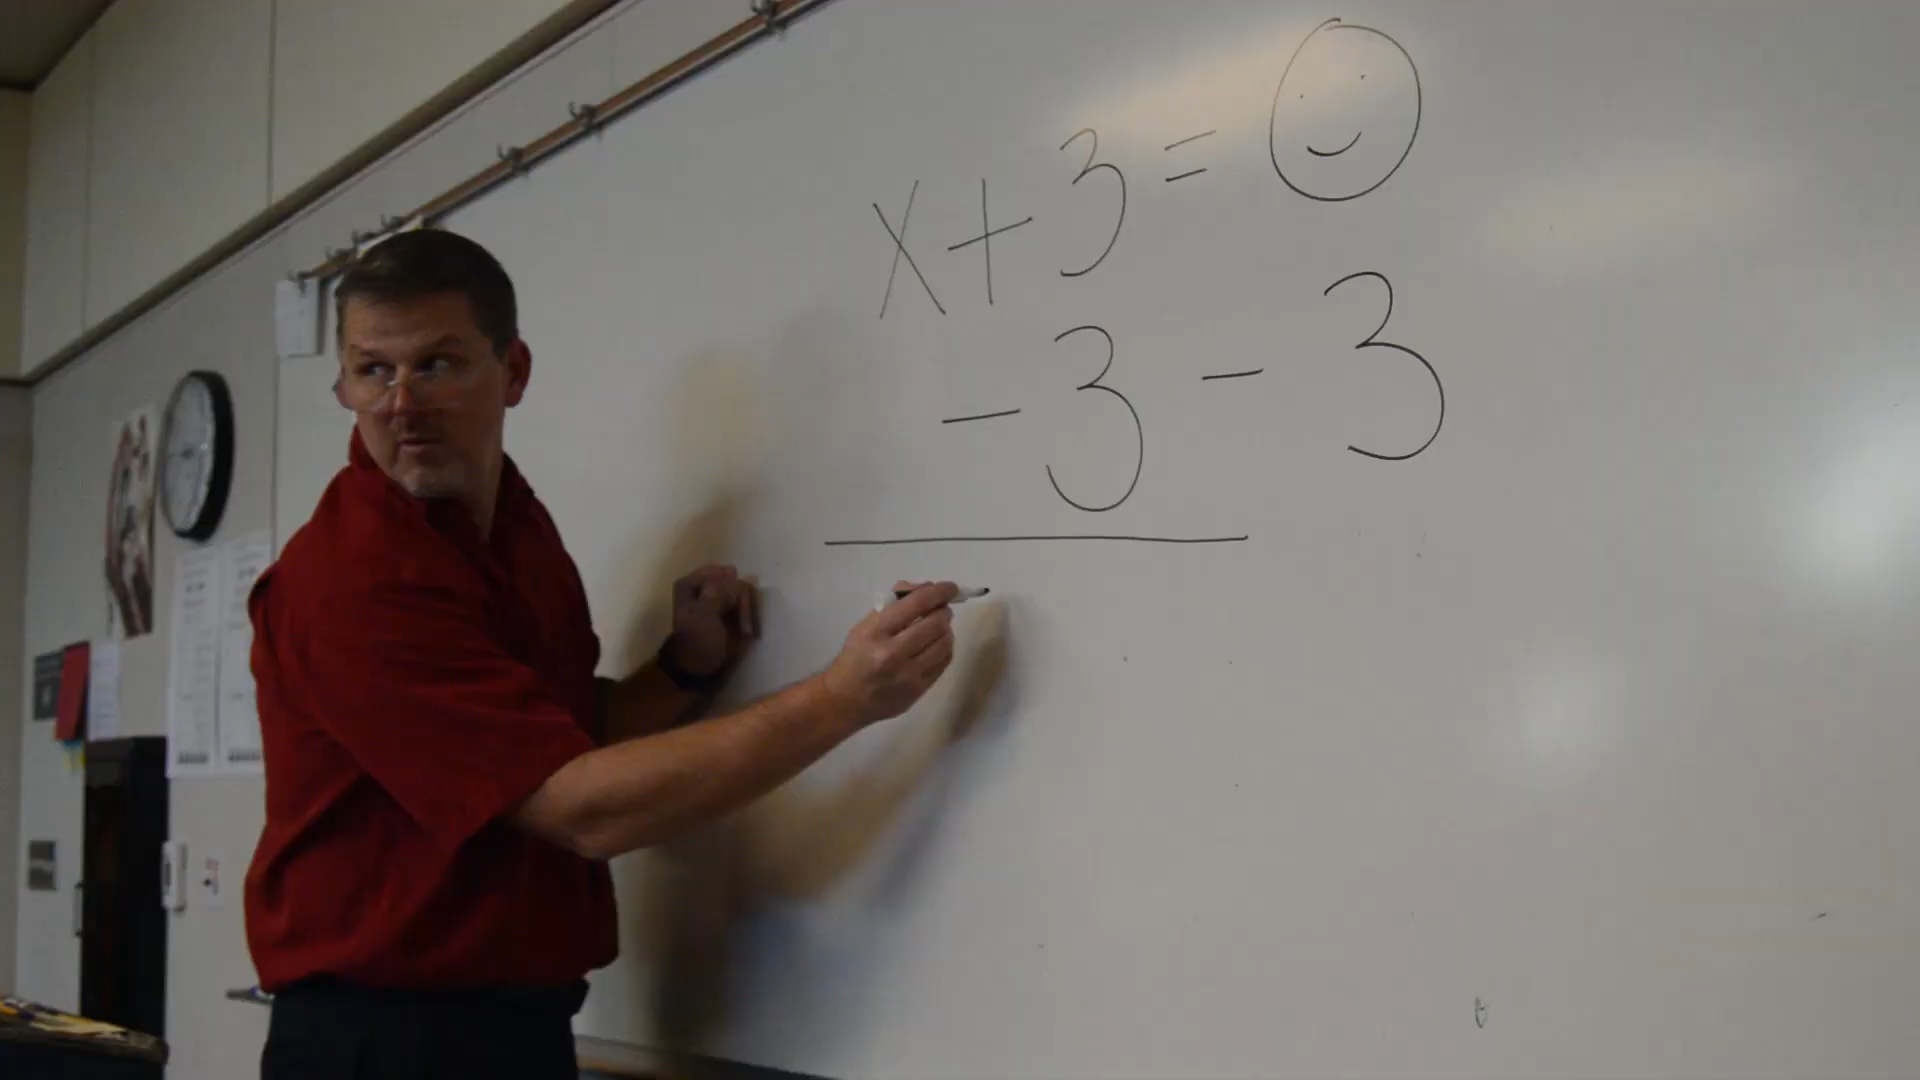 x + 3 = ☺
- 3 - 3